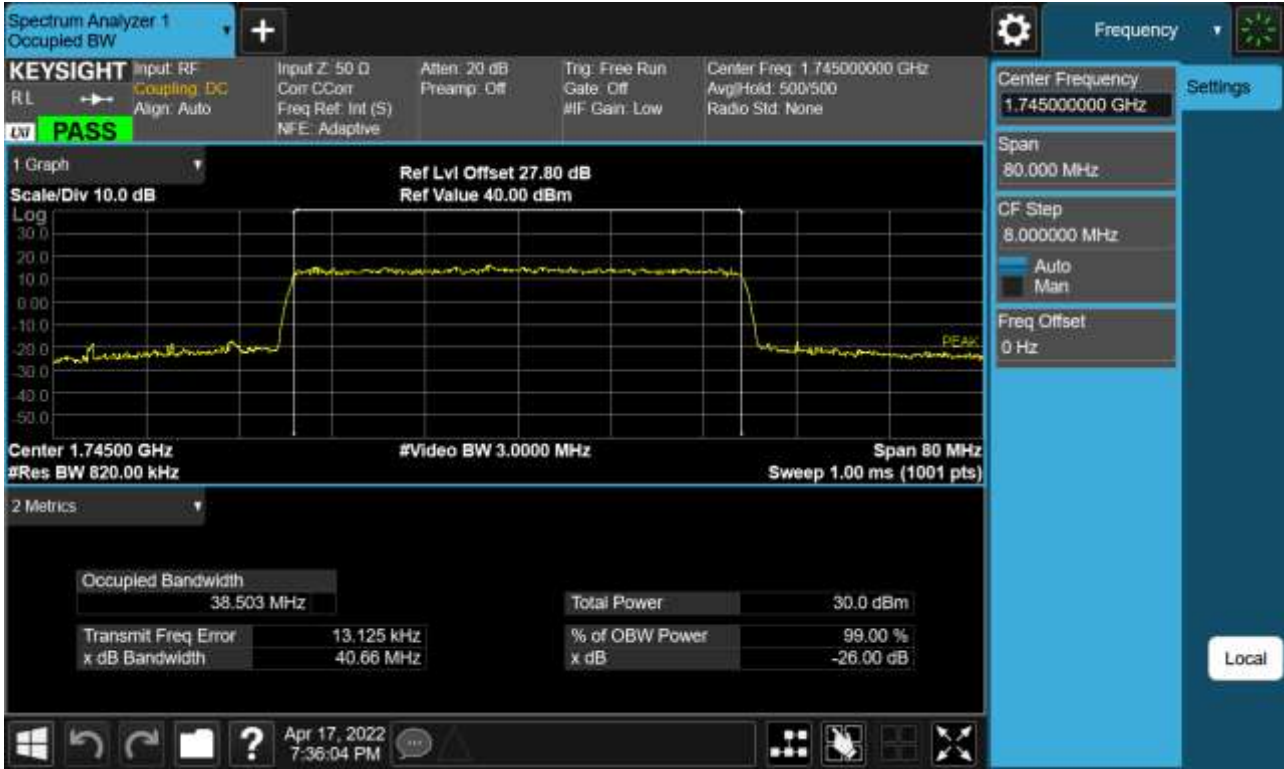 Spectrum Analyzer 1
Occupied BW
+
Frequency
KEYSIGHT
RL
LXI
PASS
Input: RF
Coupling: DC
Align: Auto
Input Z: 50 Ω
Corr CCorr
Freq Ref: Int (S)
NFE: Adaptive
Atten: 20 dB
Preamp: Off
Trig: Free Run
Gate: Off
#IF Gain: Low
Center Freq: 1.745000000 GHz
Avg|Hold: 500/500
Radio Std: None
Center Frequency
1.745000000 GHz
Settings
Span
80.000 MHz
CF Step
8.000000 MHz
Auto
Man
Freq Offset
0 Hz
Local
1 Graph
Scale/Div 10.0 dB
Ref Lvl Offset 27.80 dB
Ref Value 40.00 dBm
Log
30.0
20.0
10.0
0.00
-10.0
-20.0
-30.0
-40.0
-50.0
PEAK
Center 1.74500 GHz
#Video BW 3.0000 MHz
Span 80 MHz
#Res BW 820.00 kHz
Sweep 1.00 ms (1001 pts)
2 Metrics
Occupied Bandwidth
38.503 MHz
Total Power 30.0 dBm
Transmit Freq Error 13.125 kHz
% of OBW Power 99.00 %
x dB Bandwidth 40.66 MHz
x dB -26.00 dB
?
Apr 17, 2022
7:36:04 PM